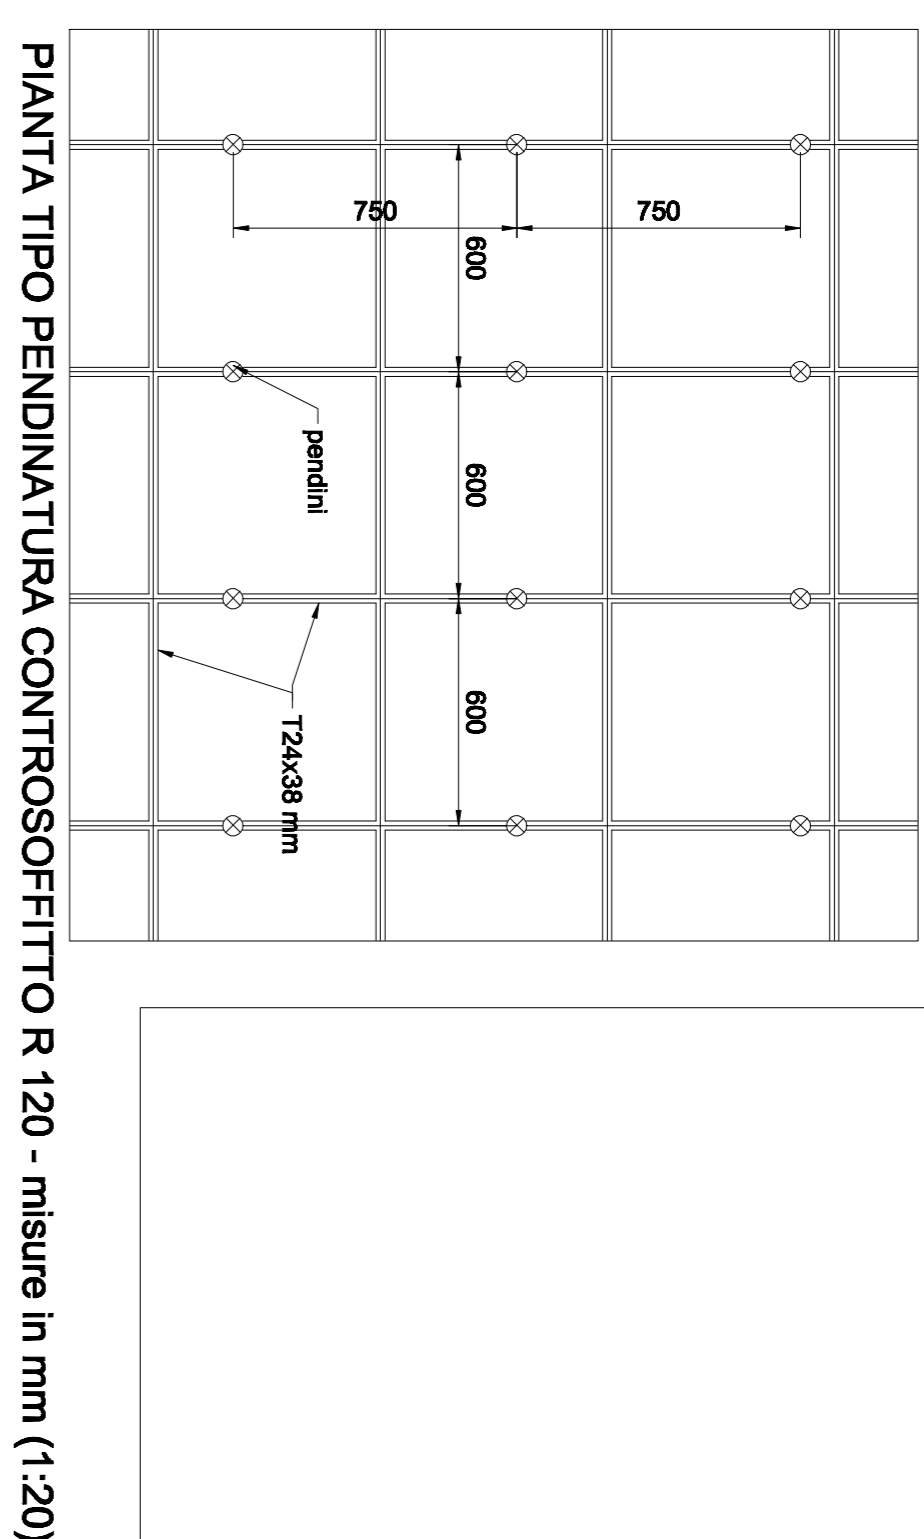 750
750
600
600
600
pendini
T24x38 mm
PIANTA TIPO PENDINATURA CONTROSOFFITTO R 120 - misure in mm (1:20)